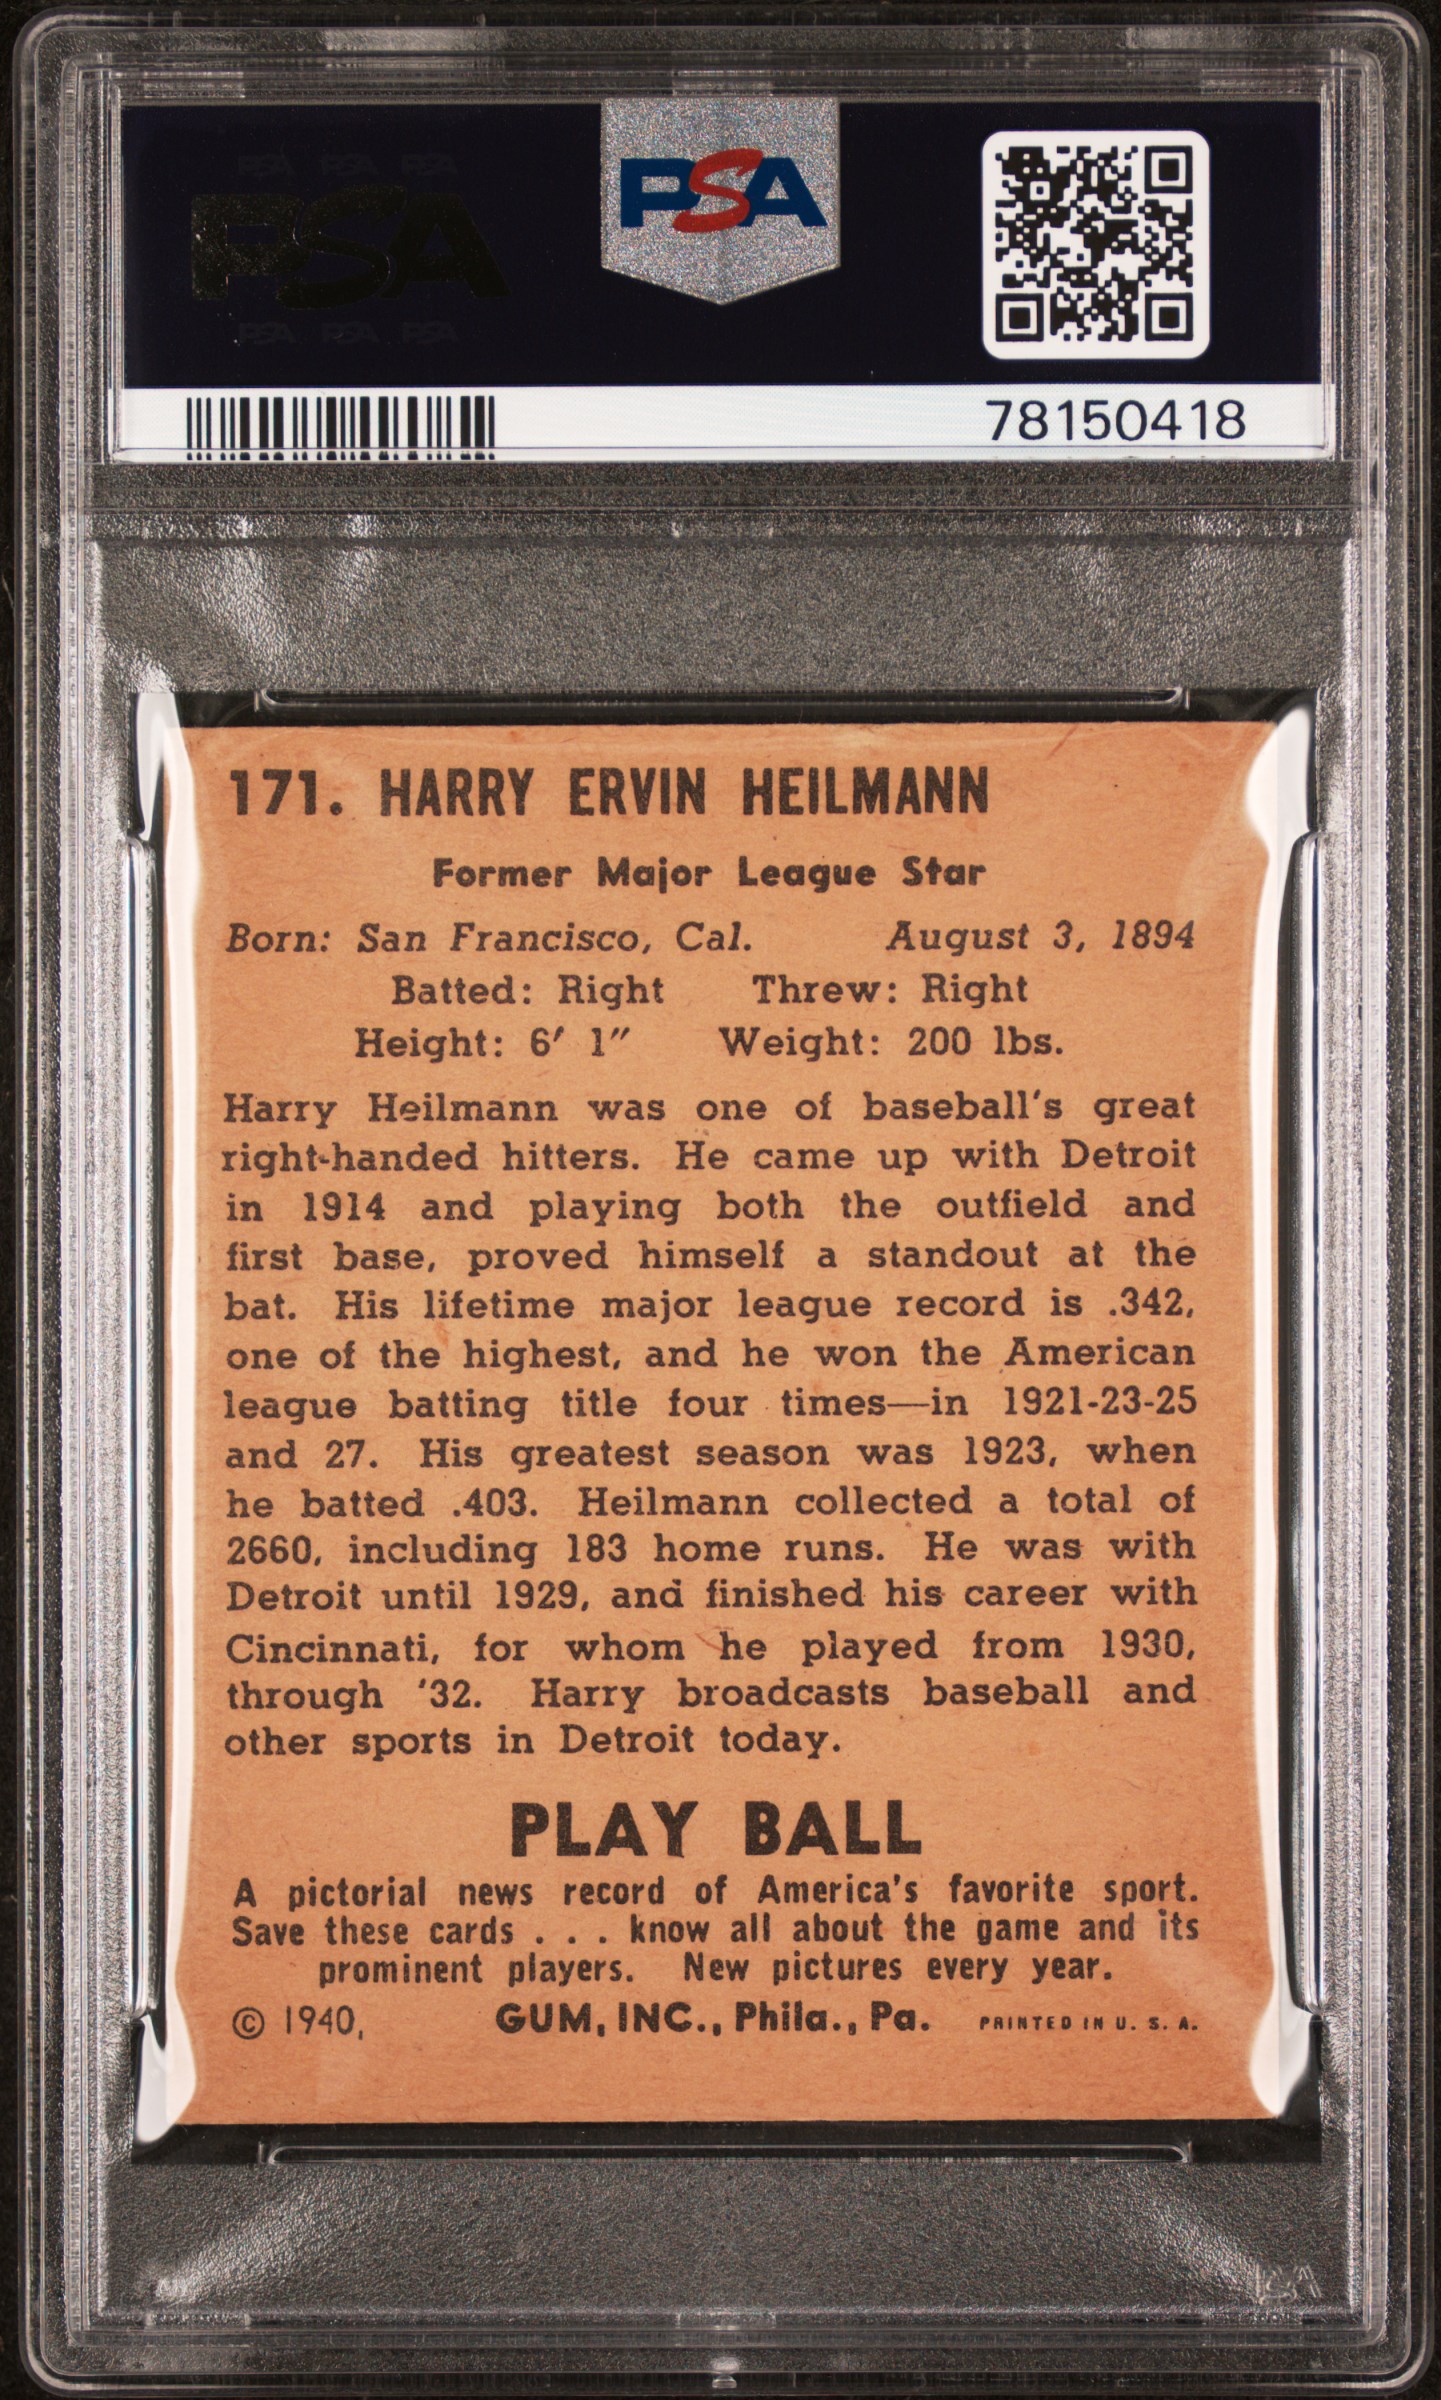 PSA PSA PSA
PSA
PSA PSA PSA
PSA
78150418
171. HARRY ERVIN HEILMANN
Former Major League Star
Born: San Francisco, Cal. August 3, 1894
Batted: Right Threw: Right
Height: 6′ 1″ Weight: 200 lbs.
Harry Heilmann was one of baseball's great
right-handed hitters. He came up with Detroit
in 1914 and playing both the outfield and
first base, proved himself a standout at the
bat. His lifetime major league record is .342,
one of the highest, and he won the American
league batting title four times—in 1921-23-25
and 27. His greatest season was 1923, when
he batted .403. Heilmann collected a total of
2660, including 183 home runs. He was with
Detroit until 1929, and finished his career with
Cincinnati, for whom he played from 1930,
through '32. Harry broadcasts baseball and
other sports in Detroit today.
PLAY BALL
A pictorial news record of America's favorite sport.
Save these cards . . . know all about the game and its
prominent players. New pictures every year.
© 1940, GUM, INC., Phila., Pa. PRINTED IN U. S. A.